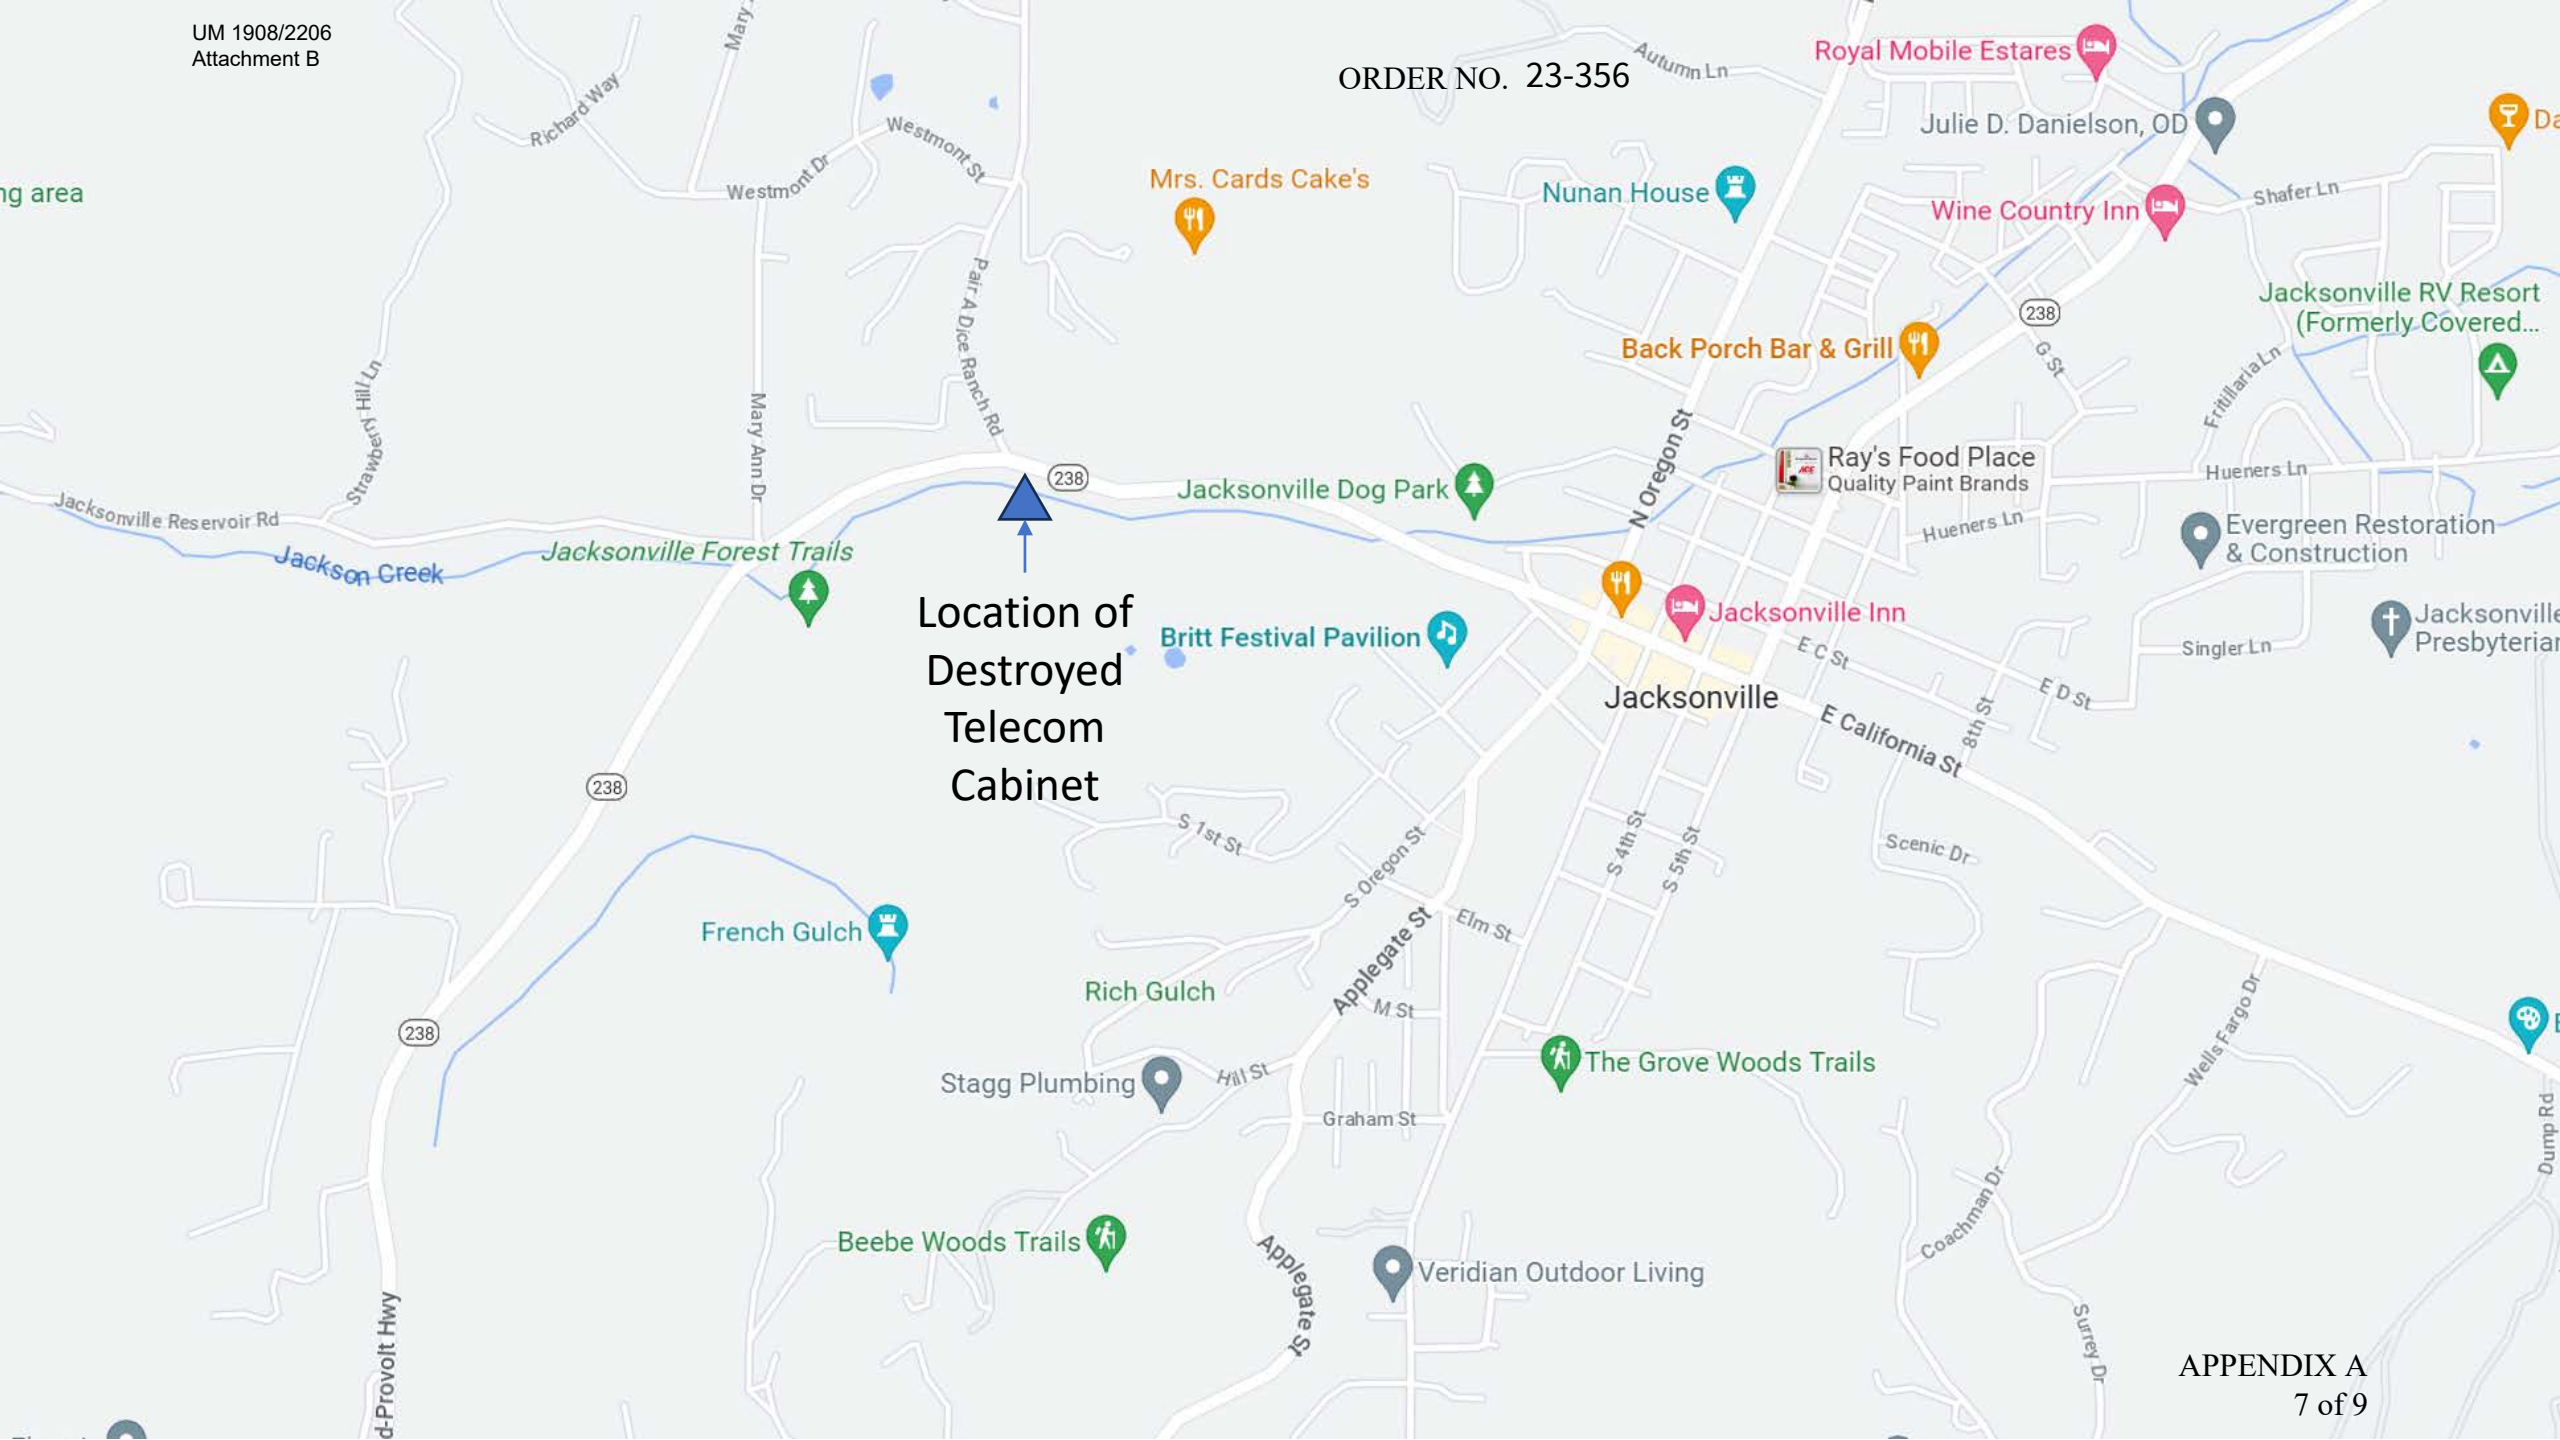 UM 1908/2206
Attachment B
ORDER NO. 23-356
Mary
Autumn Ln
Royal Mobile Estares
Richard Way
Julie D. Danielson, OD
Westmont St
Westmont Dr
ng area
Mrs. Cards Cake's
Nunan House
Shafer Ln
Wine Country Inn
Pair A Dice Ranch Rd
Jacksonville RV Resort
(Formerly Covered...
238
Back Porch Bar & Grill
G St
Fritillaria Ln
Strawberry Hill Ln
Mary Ann Dr
N Oregon St
Ray's Food Place
Quality Paint Brands
ACE
Hueners Ln
238
Jacksonville Dog Park
Jacksonville Reservoir Rd
Hueners Ln
Evergreen Restoration
& Construction
Jackson Creek
Jacksonville Forest Trails
Location of
Destroyed
Telecom
Cabinet
Britt Festival Pavilion
Jacksonville Inn
Jacksonville
Presbyterian
E C St
Singler Ln
Jacksonville
E D St
8th St
E California St
238
S 1st St
S Oregon St
S 4th St
S 5th St
Scenic Dr
French Gulch
Applegate St
Elm St
Rich Gulch
M St
238
Wells Fargo Dr
Stagg Plumbing
Hill St
The Grove Woods Trails
Graham St
Dump Rd
Coachman Dr
Beebe Woods Trails
Applegate St
Veridian Outdoor Living
d-Provolt Hwy
Surrey Dr
APPENDIX A
7 of 9